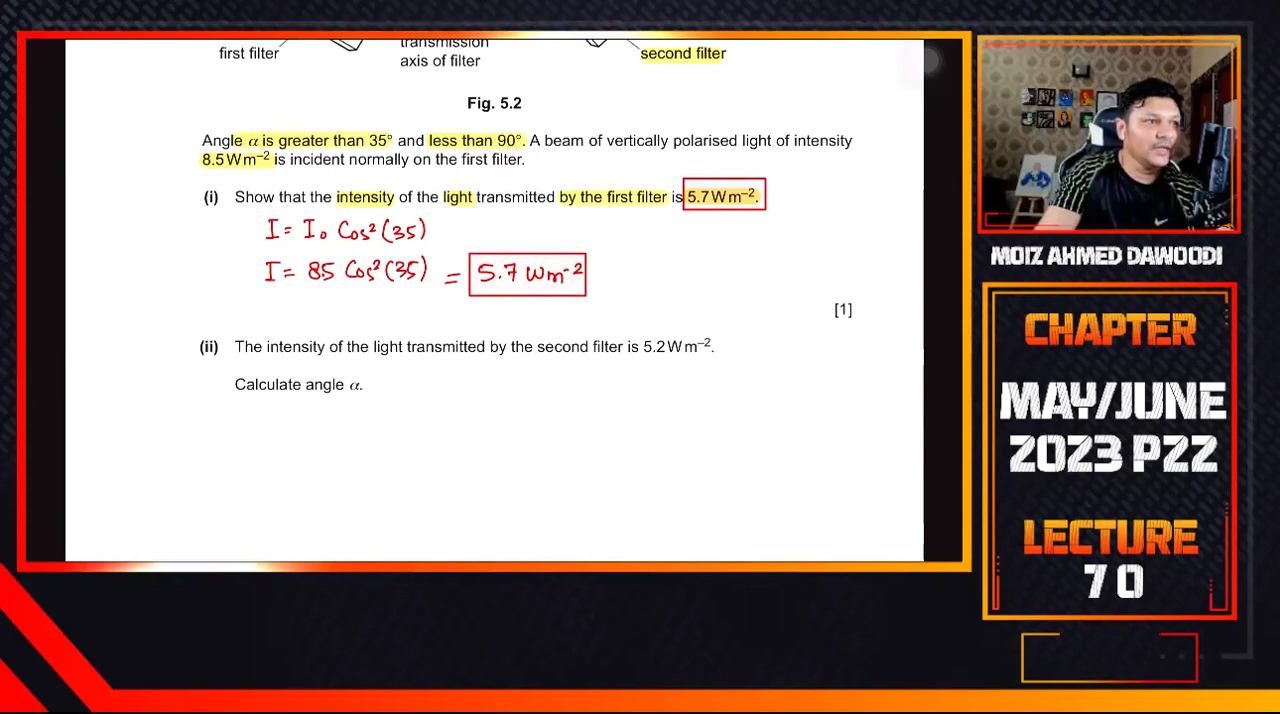 first filter
transmission
axis of filter
second filter
Fig. 5.2
Angle α is greater than 35° and less than 90°. A beam of vertically polarised light of intensity
8.5 W m⁻² is incident normally on the first filter.
(i) Show that the intensity of the light transmitted by the first filter is 5.7 W m⁻².
I = I₀ Cos²(35)
I = 8.5 Cos²(35) = 5.7 Wm⁻²
[1]
(ii) The intensity of the light transmitted by the second filter is 5.2 W m⁻².
Calculate angle α.
MOIZ AHMED DAWOODI
CHAPTER
MAY/JUNE
2023 P22
LECTURE
70